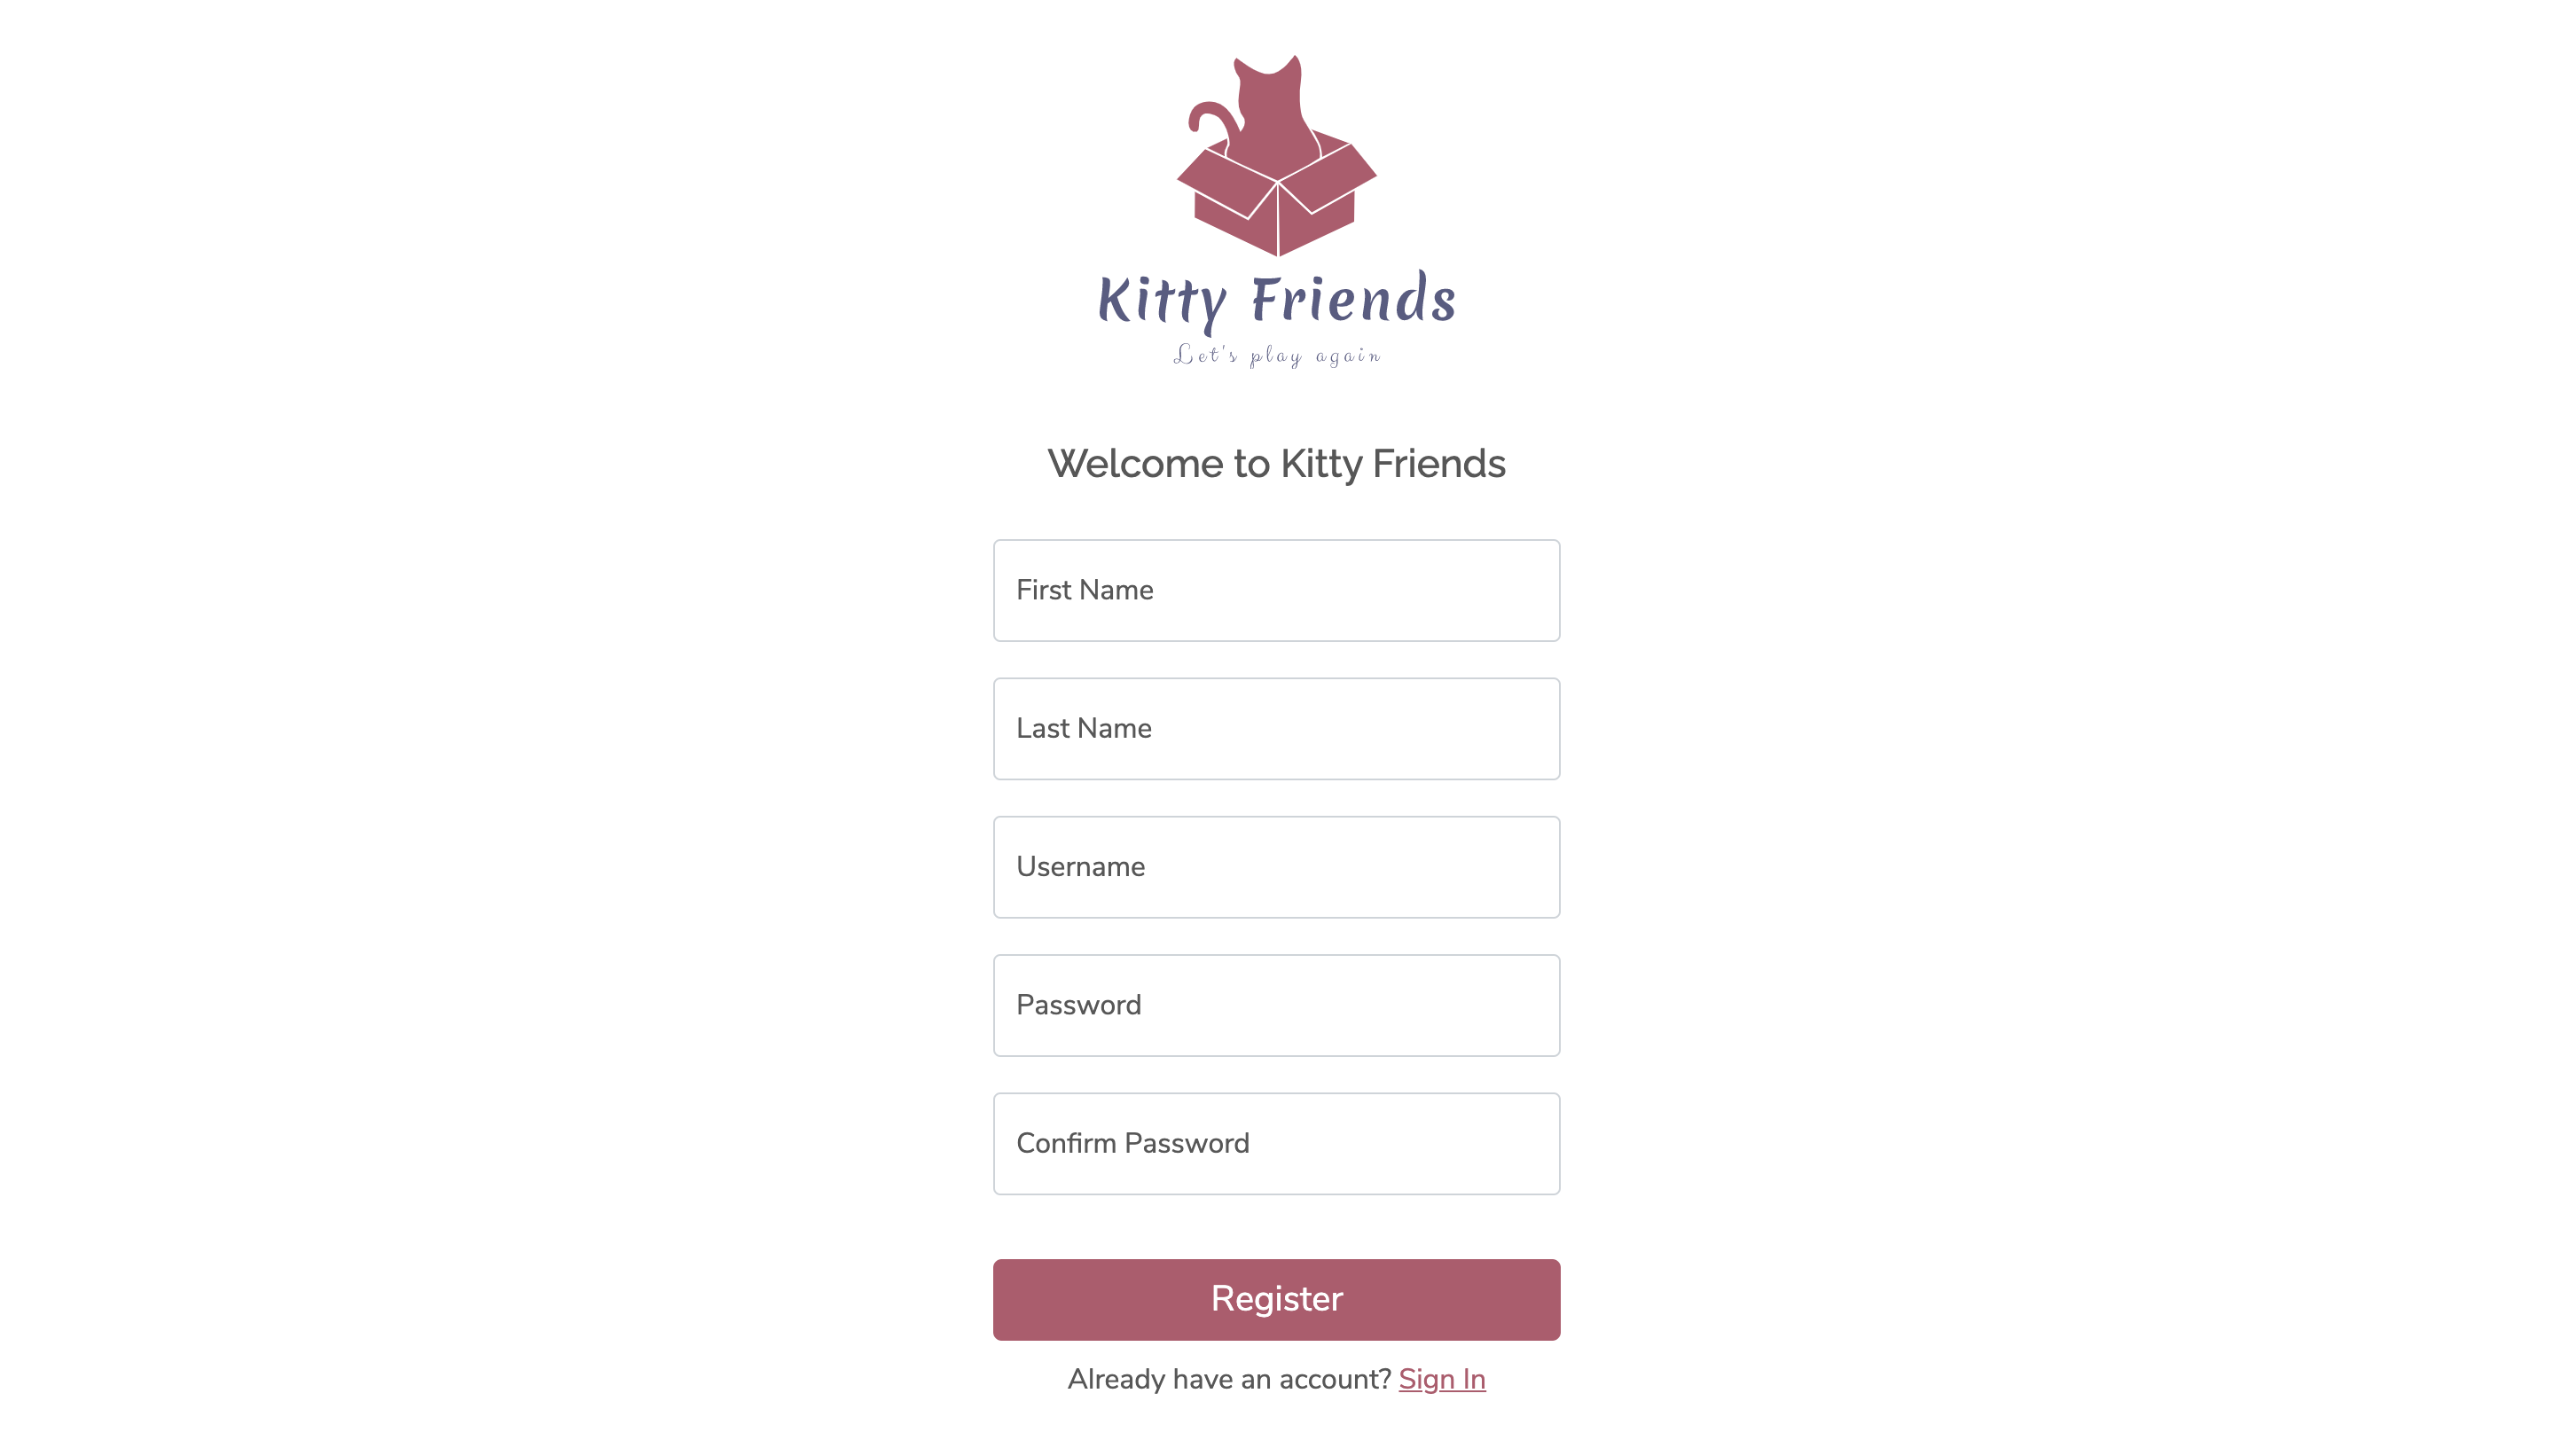 Kitty Friends
Let's play again
Welcome to Kitty Friends
First Name
Last Name
Username
Password
Confirm Password
Register
Already have an account? Sign In